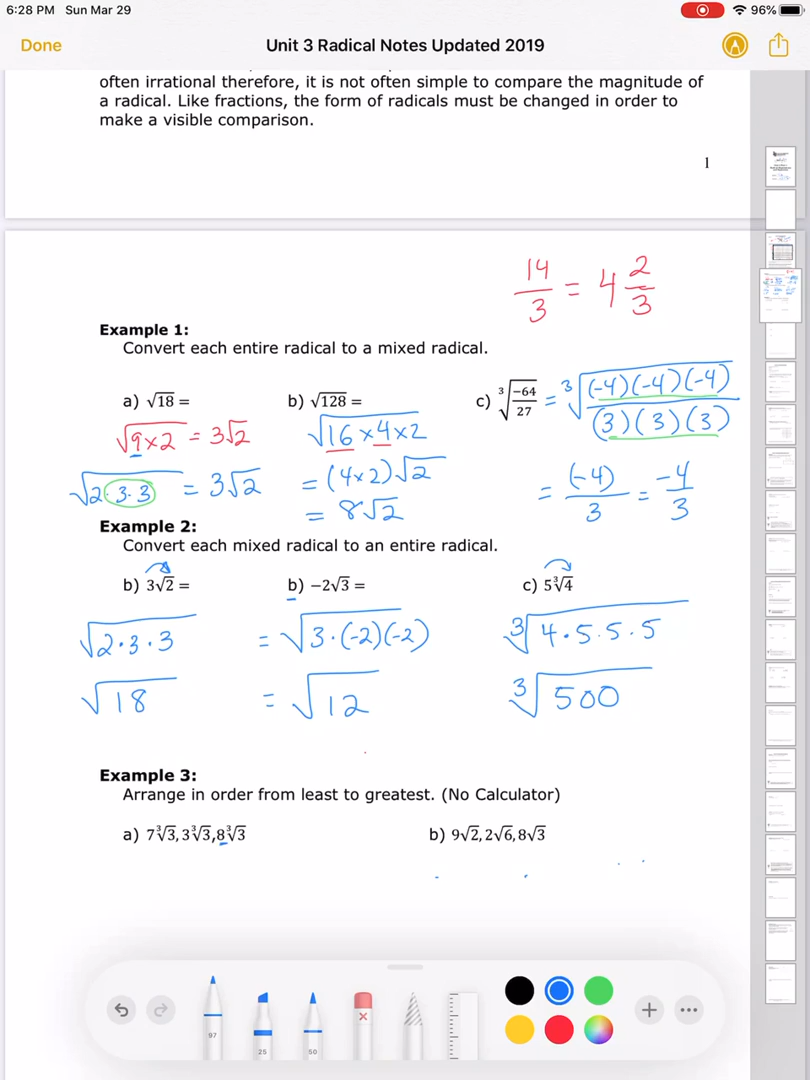 6:28 PM Sun Mar 29 96%
Done Unit 3 Radical Notes Updated 2019
often irrational therefore, it is not often simple to compare the magnitude of
a radical. Like fractions, the form of radicals must be changed in order to
make a visible comparison.
1
14/3 = 4 2/3
Example 1:
Convert each entire radical to a mixed radical.
a) √18 = b) √128 = c) ∛(-64/27) = ∛((-4)(-4)(-4)/(3)(3)(3))
√(9×2) = 3√2 √(16×4×2)
√(2·3·3) = 3√2 = (4×2)√2 = (-4)/3 = -4/3
= 8√2
Example 2:
Convert each mixed radical to an entire radical.
b) 3√2 = b) −2√3 = c) 5∛4
√(2·3·3) = √(3·(-2)(-2)) ∛(4·5·5·5)
√18 = √12 ∛500
Example 3:
Arrange in order from least to greatest. (No Calculator)
a) 7∛3, 3∛3, 8∛3 b) 9√2, 2√6, 8√3
97 25 50